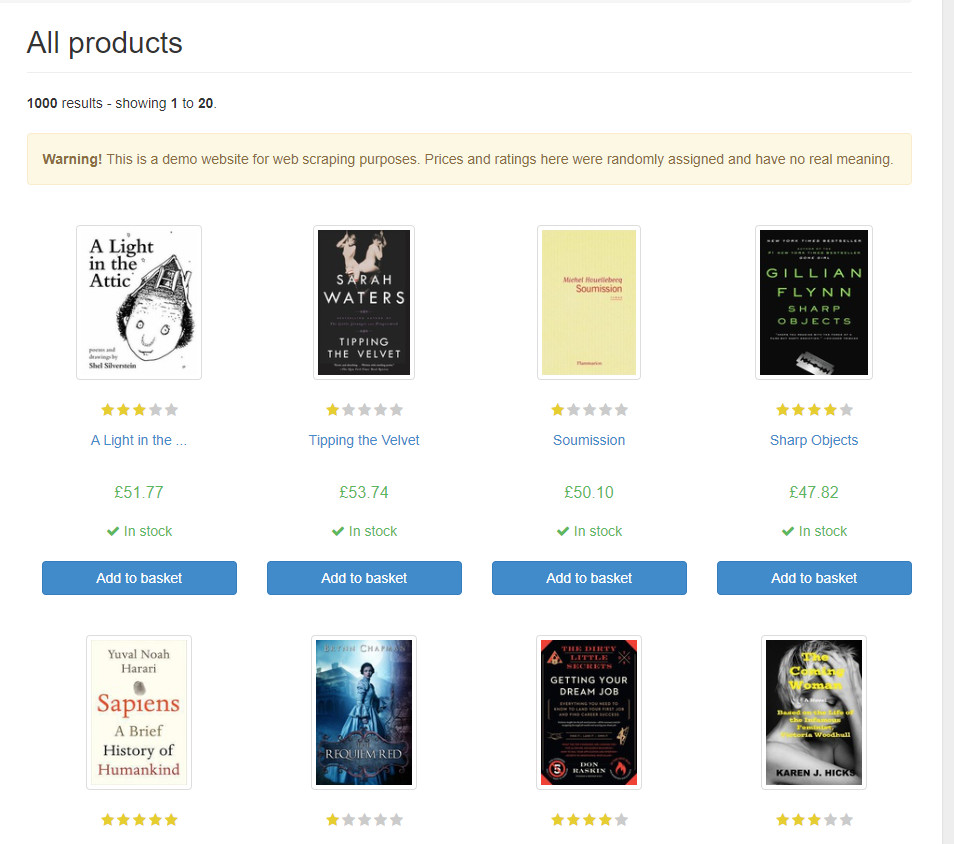 All products
1000 results - showing 1 to 20.
Warning! This is a demo website for web scraping purposes. Prices and ratings here were randomly assigned and have no real meaning.
A Light
in the
Attic
poems and
drawings by
Shel Silverstein
SARAH
WATERS
TIPPING
THE VELVET
Michel Houellebecq
Soumission
Flammarion
NEW YORK TIMES BESTSELLER
GONE GIRL
GILLIAN
FLYNN
SHARP
OBJECTS
A Light in the ...
Tipping the Velvet
Soumission
Sharp Objects
£51.77
£53.74
£50.10
£47.82
In stock
In stock
In stock
In stock
Add to basket
Add to basket
Add to basket
Add to basket
Yuval Noah
Harari
Sapiens
A Brief
History of
Humankind
BRYNN CHAPMAN
REQUIEM RED
THE DIRTY
LITTLE
SECRETS
GETTING YOUR
DREAM JOB
EVERYTHING YOU NEED TO
KNOW TO LAND YOUR FIRST JOB
AND FIND CAREER SUCCESS
DON
RASKIN
The
Coming
Woman
A Novel
Based on the Life of
the Infamous
Feminist,
Victoria Woodhull
KAREN J. HICKS